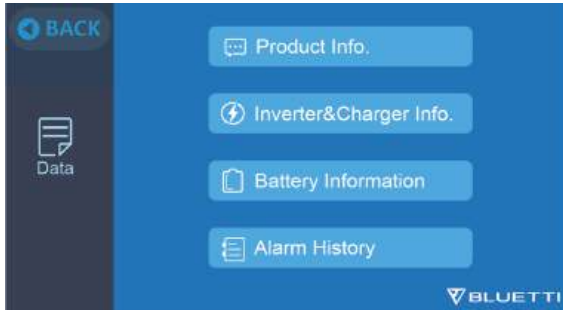 BACK
Data
Product Info.
Inverter&Charger Info.
Battery Information
Alarm History
BLUETTI